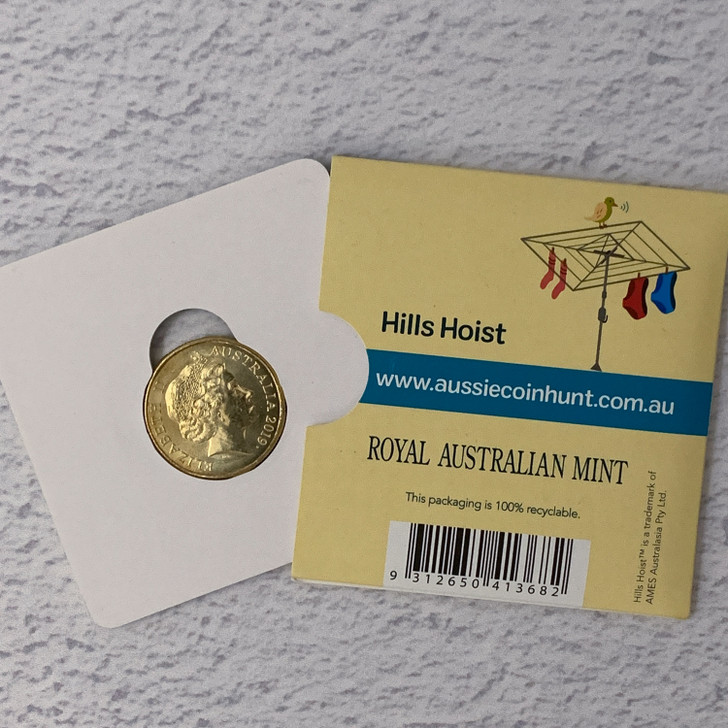 ELIZABETH II AUSTRALIA 2019
Hills Hoist
www.aussiecoinhunt.com.au
ROYAL AUSTRALIAN MINT
This packaging is 100% recyclable.
9 312650 413682
Hills Hoist™ is a trademark of
AMES Australasia Pty Ltd.